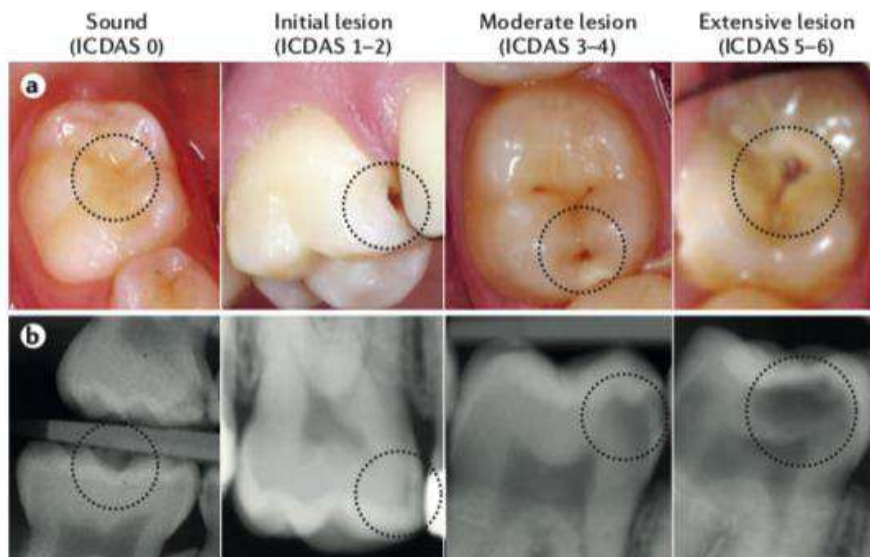 Sound
(ICDAS 0)
Initial lesion
(ICDAS 1–2)
Moderate lesion
(ICDAS 3–4)
Extensive lesion
(ICDAS 5–6)
a
b